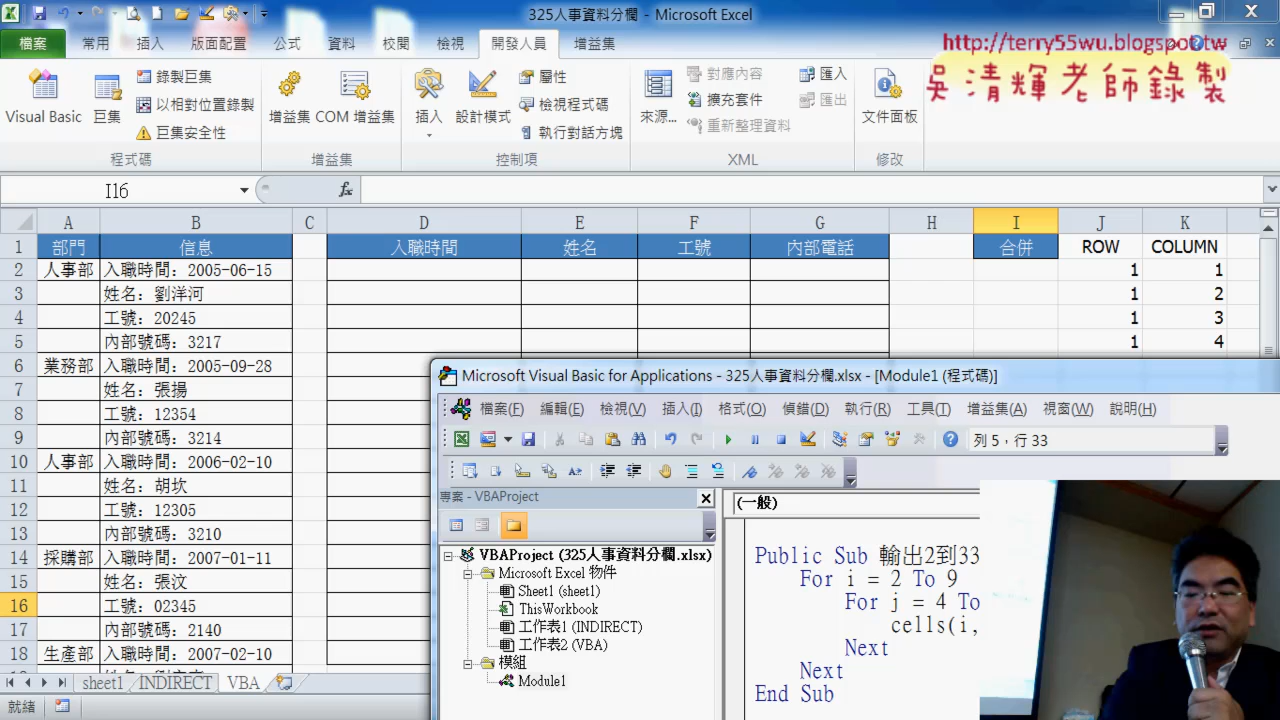 325人事資料分欄 - Microsoft Excel
檔案 常用 插入 版面配置 公式 資料 校閱 檢視 開發人員 增益集
http://terry55wu.blogspot.tw
吳清輝老師錄製
Visual Basic 巨集 錄製巨集 以相對位置錄製 巨集安全性
程式碼
增益集 COM 增益集
增益集
插入 設計模式 屬性 檢視程式碼 執行對話方塊
控制項
來源... 對應內容 擴充套件 重新整理資料 匯入 匯出
XML
文件面板
修改
I16 fx
A B C D E F G H I J K
1 部門 信息 入職時間 姓名 工號 內部電話 合併 ROW COLUMN
2 人事部 入職時間: 2005-06-15 1 1
3 姓名: 劉洋河 1 2
4 工號: 20245 1 3
5 內部號碼: 3217 1 4
6 業務部 入職時間: 2005-09-28
7 姓名: 張揚
8 工號: 12354
9 內部號碼: 3214
10 人事部 入職時間: 2006-02-10
11 姓名: 胡坎
12 工號: 12305
13 內部號碼: 3210
14 採購部 入職時間: 2007-01-11
15 姓名: 張汶
16 工號: 02345
17 內部號碼: 2140
18 生產部 入職時間: 2007-02-10
sheet1 INDIRECT VBA
就緒
Microsoft Visual Basic for Applications - 325人事資料分欄.xlsx - [Module1 (程式碼)]
檔案(F) 編輯(E) 檢視(V) 插入(I) 格式(O) 偵錯(D) 執行(R) 工具(T) 增益集(A) 視窗(W) 說明(H)
列 5，行 33
專案 - VBAProject
VBAProject (325人事資料分欄.xlsx)
Microsoft Excel 物件
Sheet1 (sheet1)
ThisWorkbook
工作表1 (INDIRECT)
工作表2 (VBA)
模組
Module1
(一般)
Public Sub 輸出2到33
For i = 2 To 9
For j = 4 To
cells(i,
Next
Next
End Sub